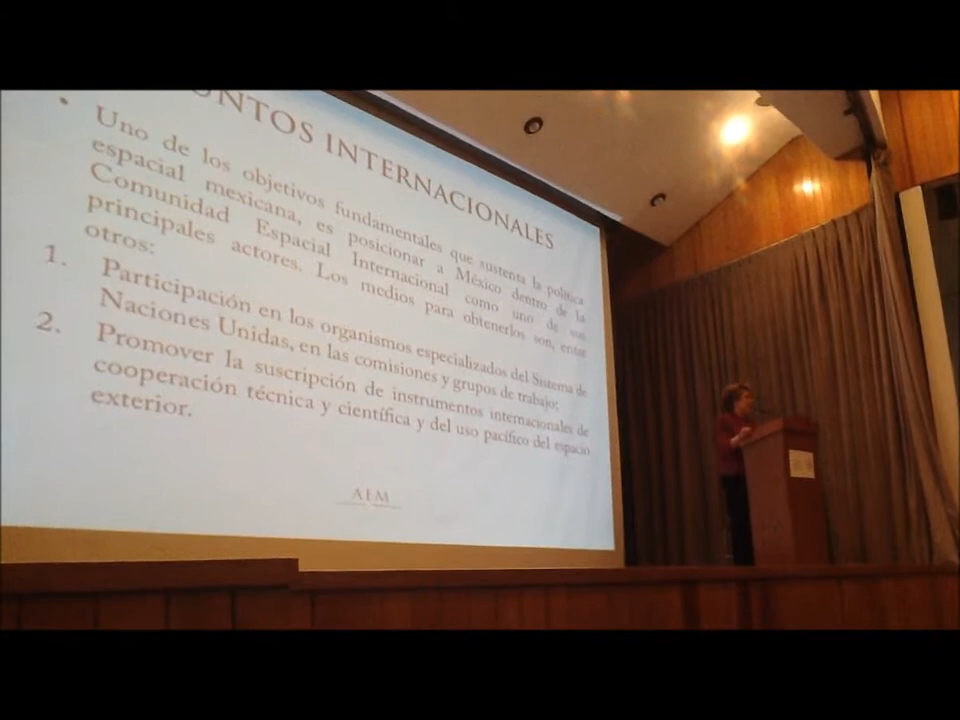 UNTOS INTERNACIONALES
• Uno de los objetivos fundamentales que sustenta la política
espacial mexicana, es posicionar a México dentro de la
Comunidad Espacial Internacional como uno de sus
principales actores. Los medios para obtenerlos son, entre
otros:
1. Participación en los organismos especializados del Sistema de
Naciones Unidas, en las comisiones y grupos de trabajo;
2. Promover la suscripción de instrumentos internacionales de
cooperación técnica y científica y del uso pacífico del espacio
exterior.
AEM